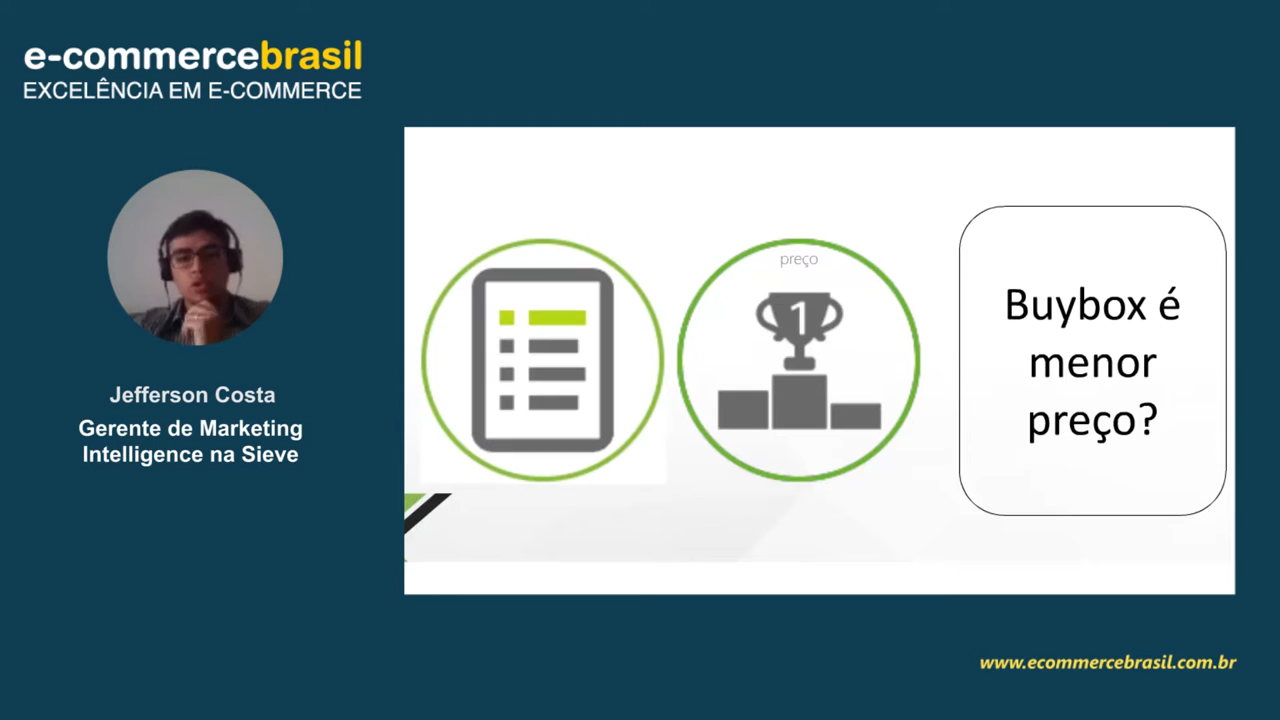 e-commercebrasil
EXCELÊNCIA EM E-COMMERCE
Jefferson Costa
Gerente de Marketing
Intelligence na Sieve
preço
1
Buybox é
menor
preço?
www.ecommercebrasil.com.br